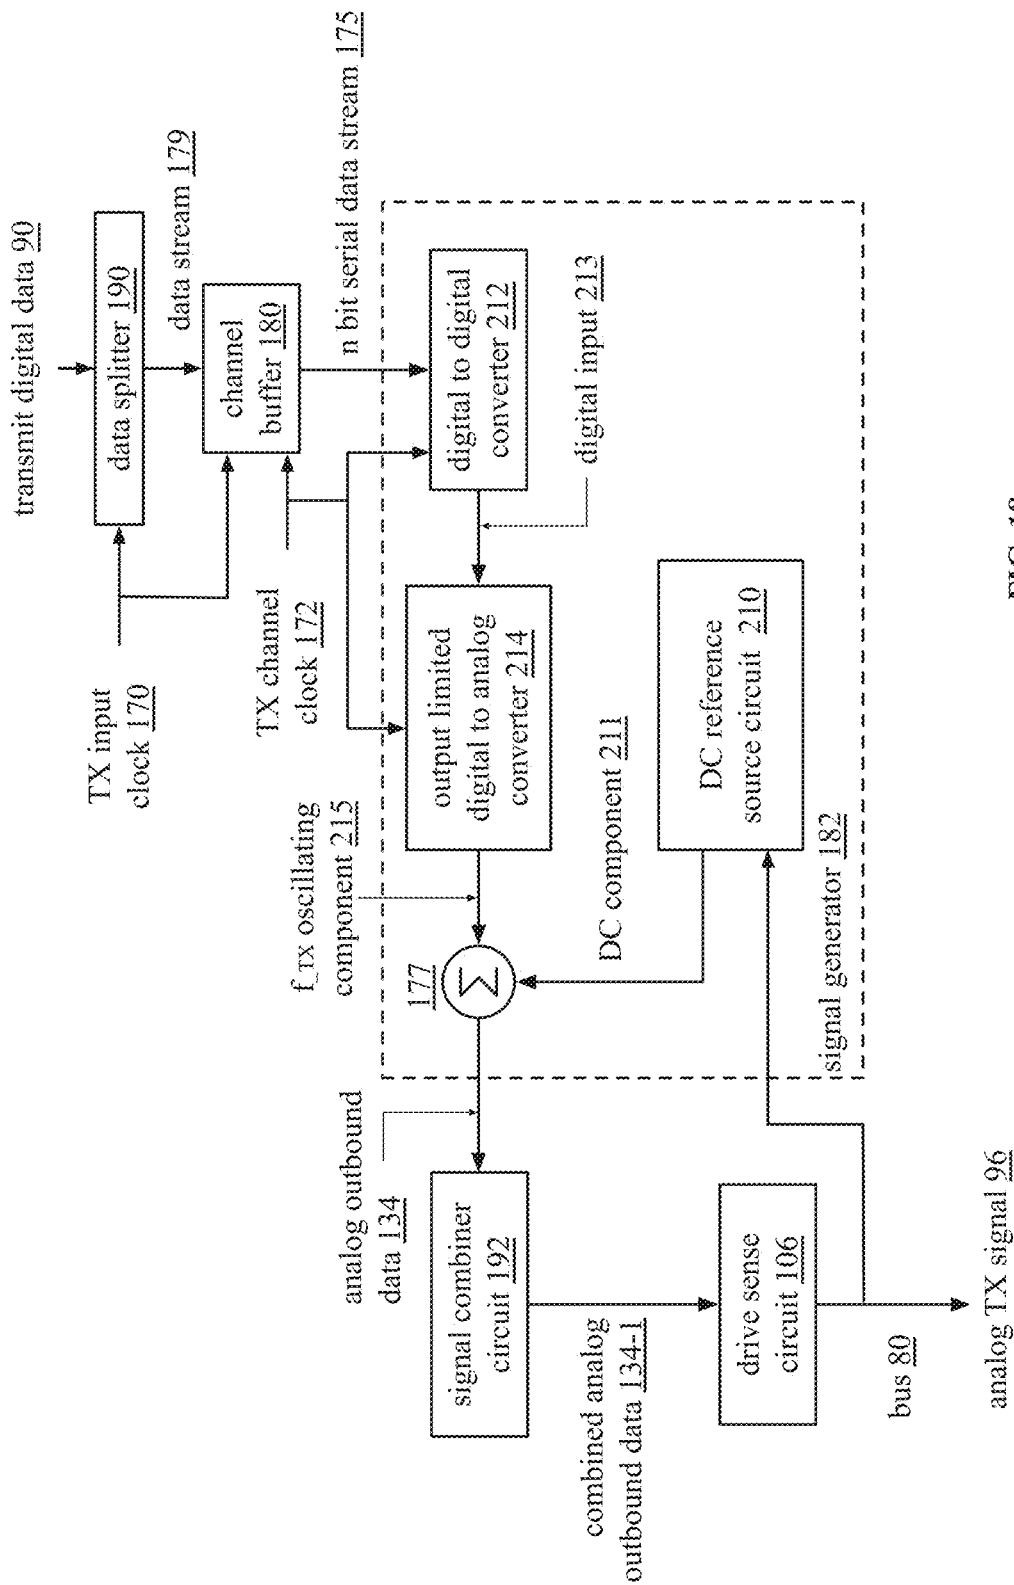 transmit digital data 90
data splitter 190
TX input
clock 170
data stream 179
channel
buffer 180
TX channel
clock 172
n bit serial data stream 175
digital to digital
converter 212
digital input 213
output limited
digital to analog
converter 214
f_TX oscillating
component 215
177
Σ
DC component 211
DC reference
source circuit 210
signal generator 182
analog outbound
data 134
signal combiner
circuit 192
combined analog
outbound data 134-1
drive sense
circuit 106
bus 80
analog TX signal 96